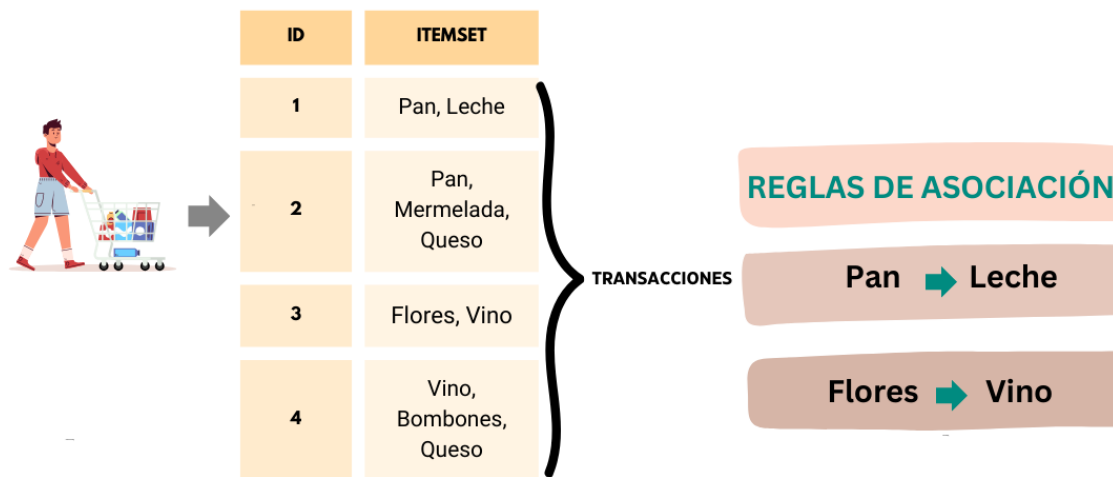 ID
ITEMSET
1
Pan, Leche
2
Pan,
Mermelada,
Queso
3
Flores, Vino
4
Vino,
Bombones,
Queso
TRANSACCIONES
REGLAS DE ASOCIACIÓN
Pan Leche
Flores Vino